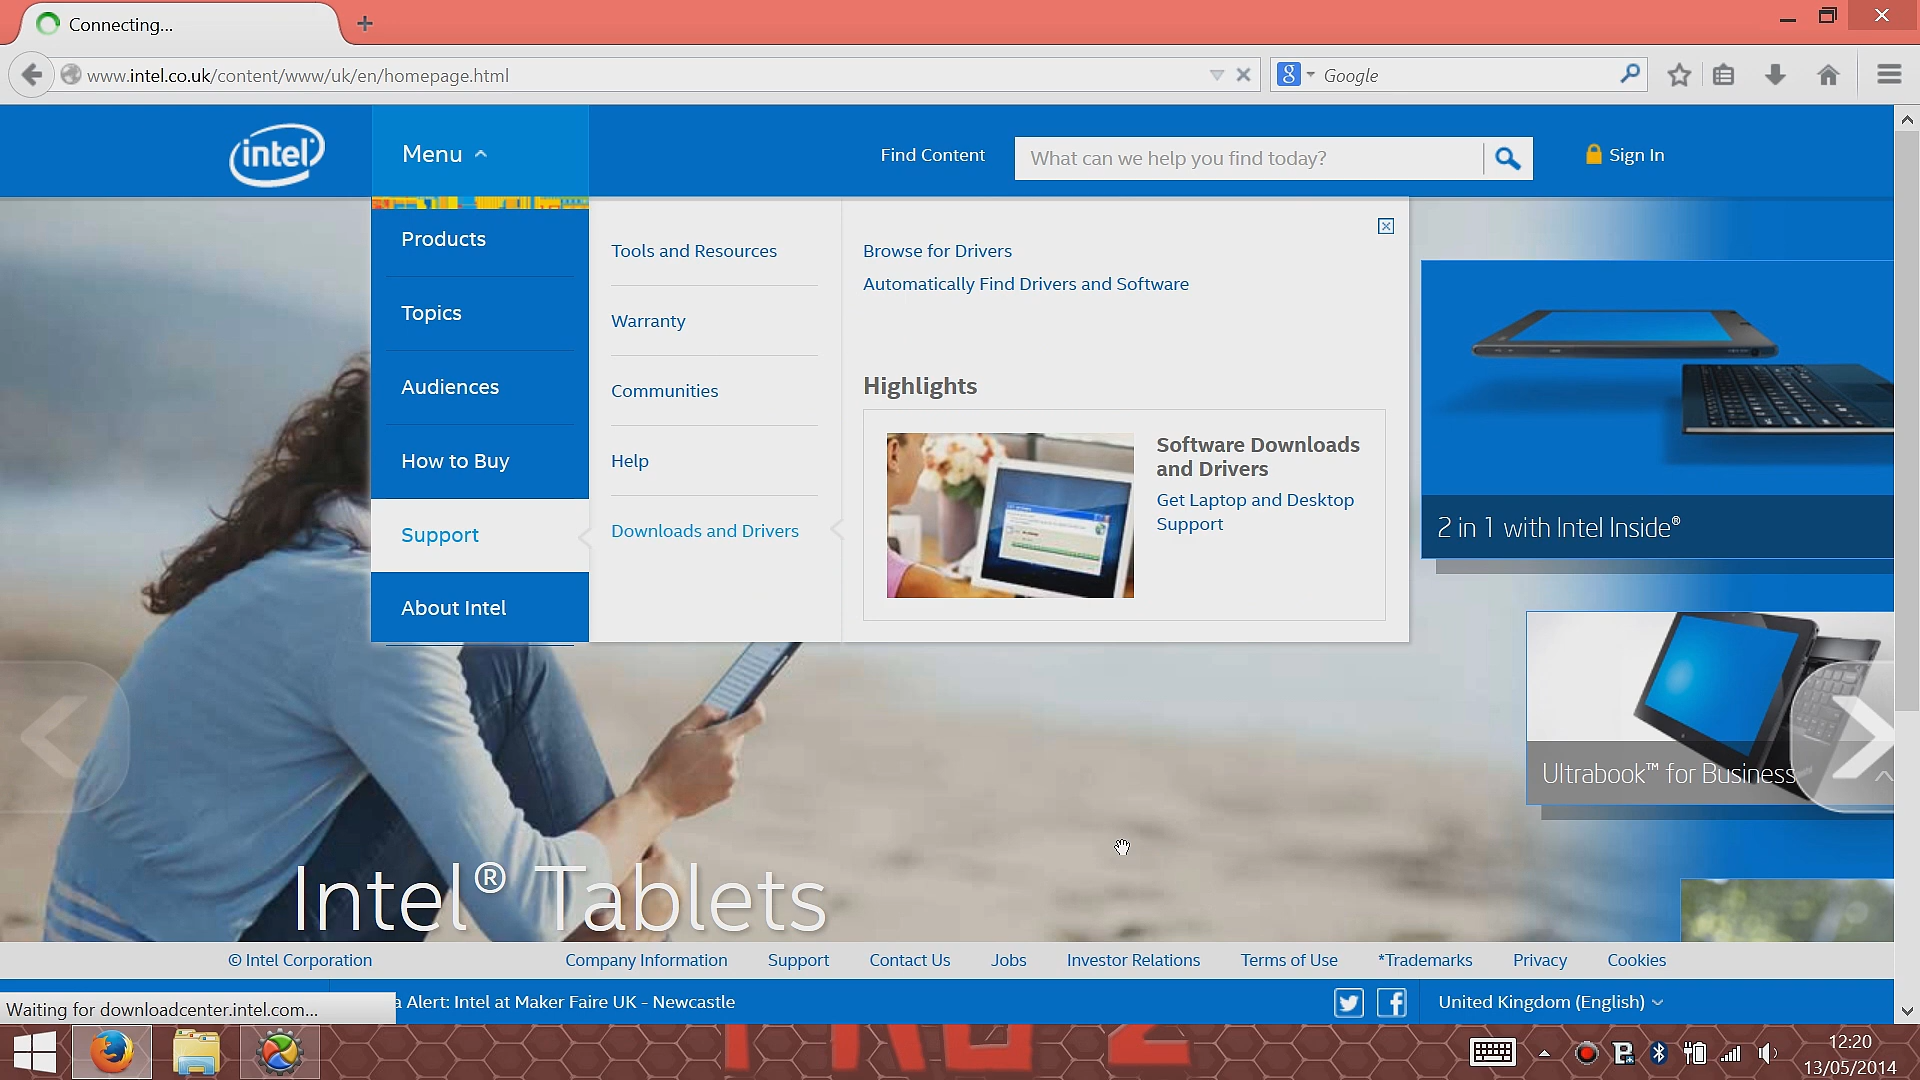 Connecting...
www.intel.co.uk/content/www/uk/en/homepage.html
Google
intel
Menu
Find Content
What can we help you find today?
Sign In
Products
Topics
Audiences
How to Buy
Support
About Intel
Tools and Resources
Warranty
Communities
Help
Downloads and Drivers
Browse for Drivers
Automatically Find Drivers and Software
Highlights
Software Downloads
and Drivers
Get Laptop and Desktop
Support
2 in 1 with Intel Inside®
Ultrabook™ for Business
Intel® Tablets
© Intel Corporation
Company Information
Support
Contact Us
Jobs
Investor Relations
Terms of Use
*Trademarks
Privacy
Cookies
Waiting for downloadcenter.intel.com...
a Alert: Intel at Maker Faire UK - Newcastle
United Kingdom (English)
12:20
13/05/2014